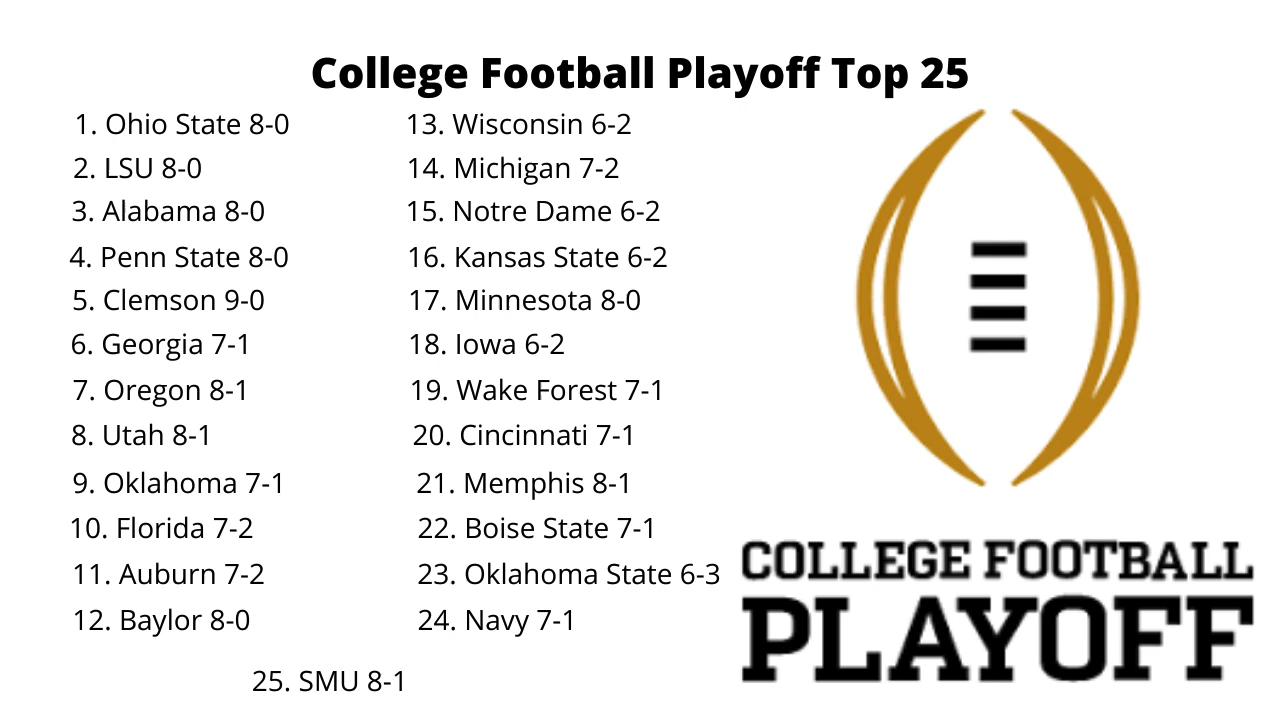 College Football Playoff Top 25
1. Ohio State 8-0
2. LSU 8-0
3. Alabama 8-0
4. Penn State 8-0
5. Clemson 9-0
6. Georgia 7-1
7. Oregon 8-1
8. Utah 8-1
9. Oklahoma 7-1
10. Florida 7-2
11. Auburn 7-2
12. Baylor 8-0
13. Wisconsin 6-2
14. Michigan 7-2
15. Notre Dame 6-2
16. Kansas State 6-2
17. Minnesota 8-0
18. Iowa 6-2
19. Wake Forest 7-1
20. Cincinnati 7-1
21. Memphis 8-1
22. Boise State 7-1
23. Oklahoma State 6-3
24. Navy 7-1
25. SMU 8-1
COLLEGE FOOTBALL
PLAYOFF